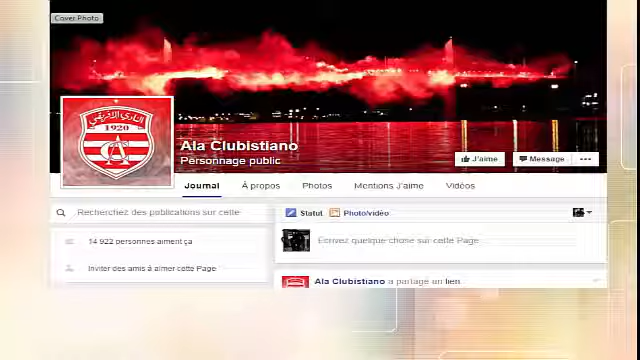 Cover Photo
النادي الإفريقي
1920
CA
Ala Clubistiano
Personnage public
J'aime
Message
Journal
À propos
Photos
Mentions J'aime
Vidéos
Recherchez des publications sur cette
Statut
Photo/vidéo
14 922 personnes aiment ça
Écrivez quelque chose sur cette Page...
Inviter des amis à aimer cette Page
Ala Clubistiano a partagé un lien.